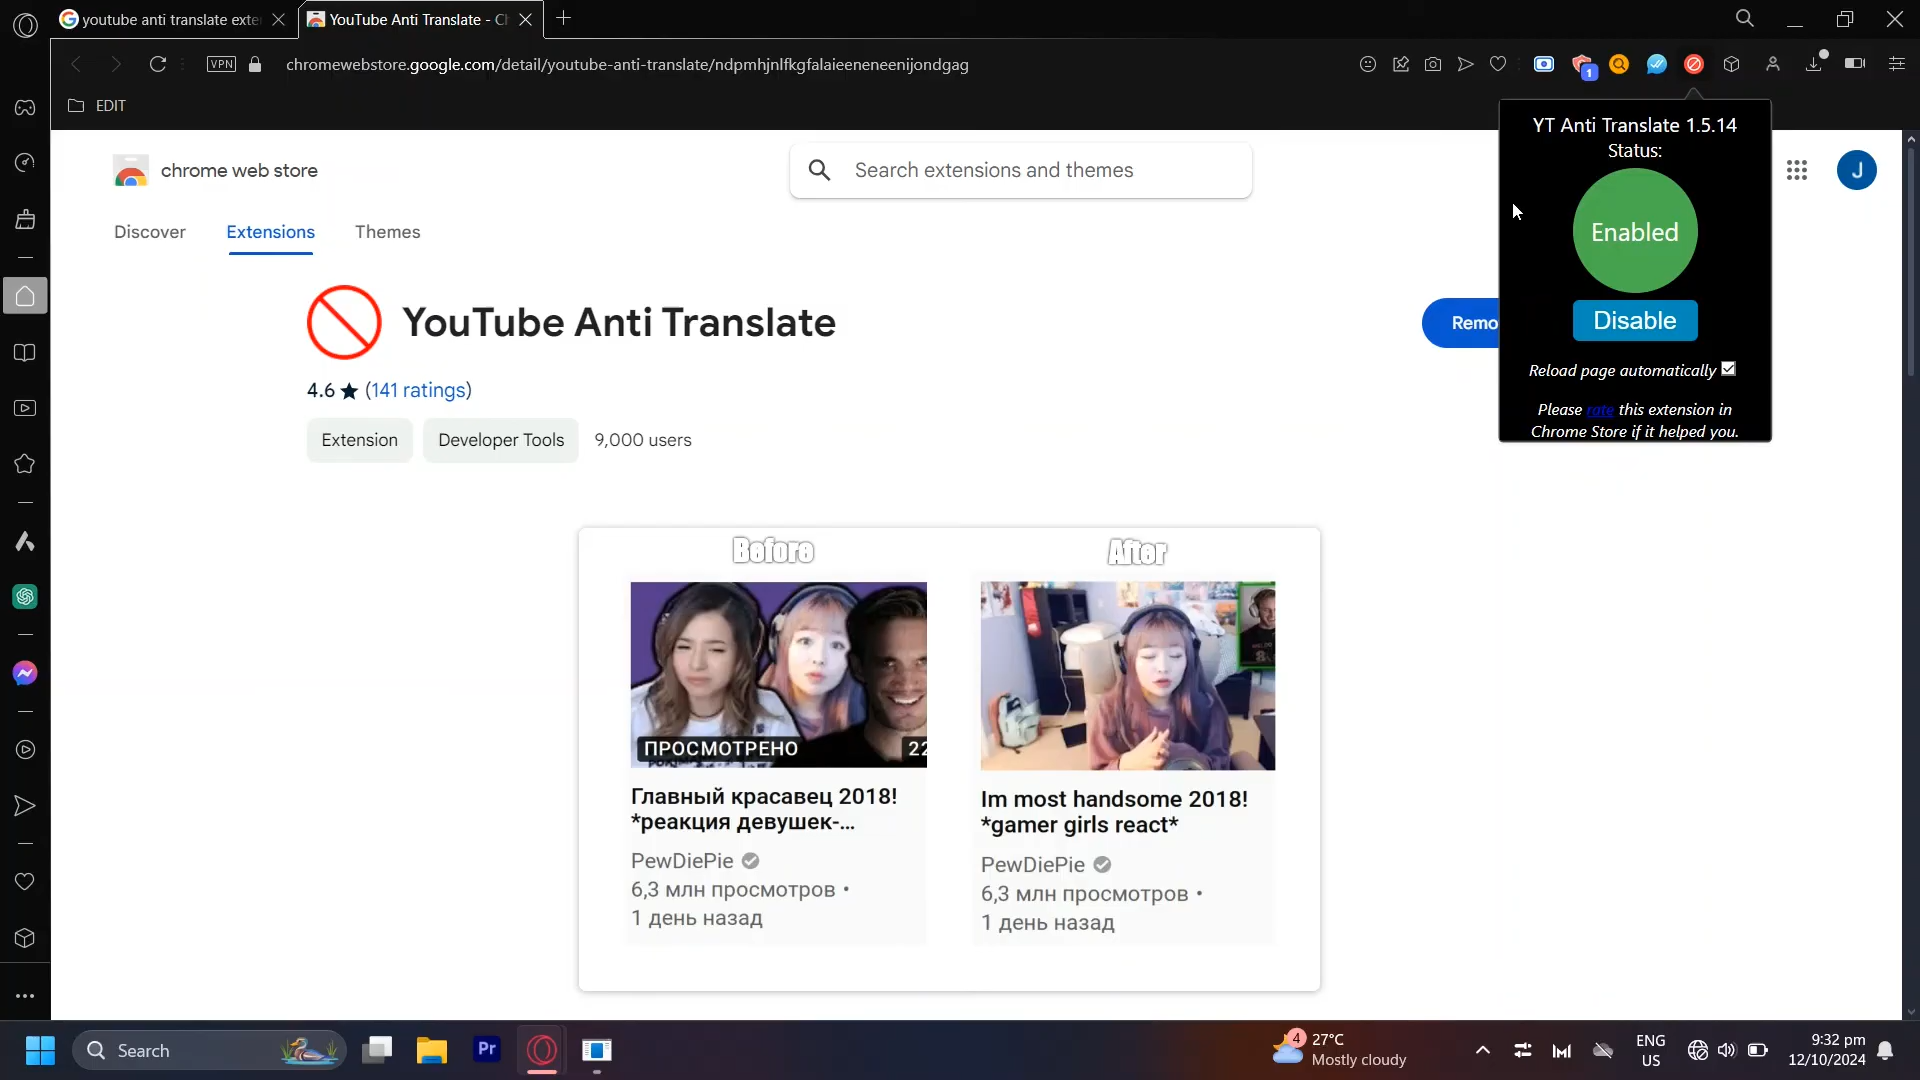 youtube anti translate exte
YouTube Anti Translate - Ch
VPN
chromewebstore.google.com/detail/youtube-anti-translate/ndpmhjnlfkgfalaieeneneenijondgag
1
EDIT
chrome web store
Search extensions and themes
J
Discover
Extensions
Themes
YT Anti Translate 1.5.14
Status:
Enabled
Disable
Reload page automatically
Please rate this extension in
Chrome Store if it helped you.
YouTube Anti Translate
Remo
4.6 ★ (141 ratings)
Extension
Developer Tools
9,000 users
Before
After
ПРОСМОТРЕНО
22
Главный красавец 2018!
*реакция девушек-...
PewDiePie
6,3 млн просмотров •
1 день назад
Im most handsome 2018!
*gamer girls react*
PewDiePie
6,3 млн просмотров •
1 день назад
Search
Pr
4
27°C
Mostly cloudy
ENG
US
9:32 pm
12/10/2024